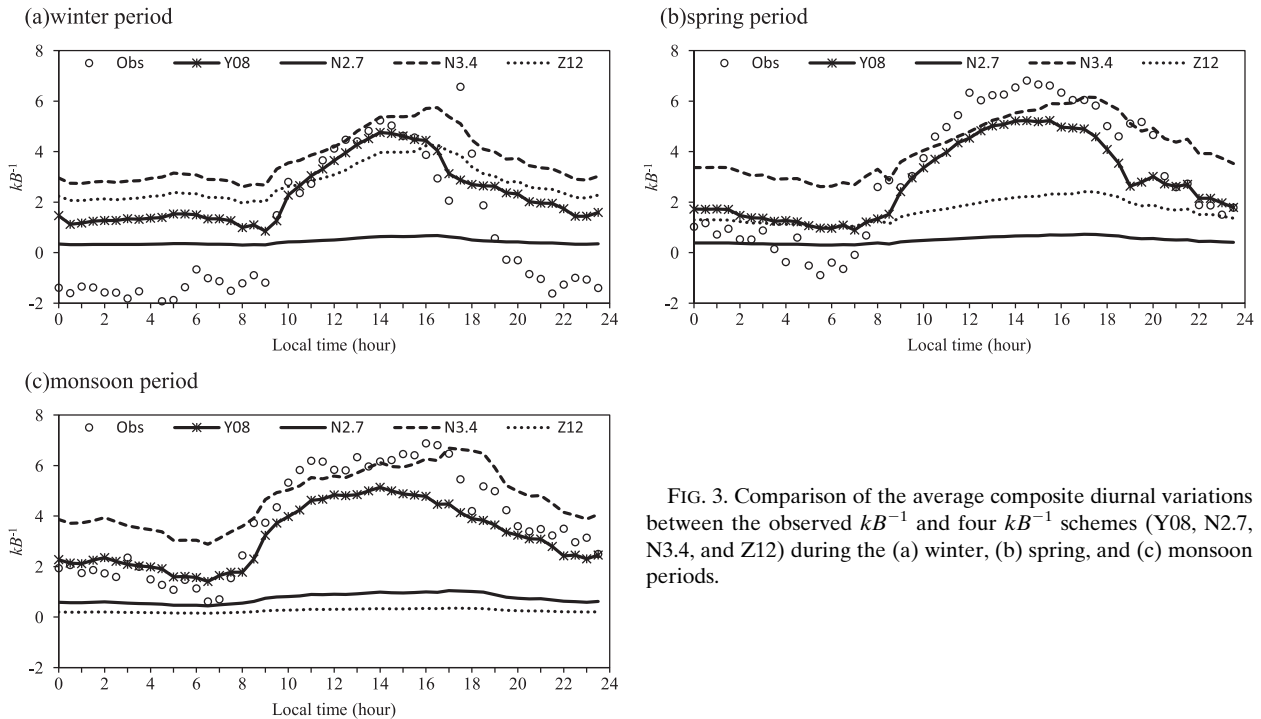 (a)winter period
8
6
4
2
0
-2
kB⁻¹
Obs Y08 N2.7 N3.4 Z12
0 2 4 6 8 10 12 14 16 18 20 22 24
Local time (hour)
(b)spring period
8
6
4
2
0
-2
kB⁻¹
Obs Y08 N2.7 N3.4 Z12
0 2 4 6 8 10 12 14 16 18 20 22 24
Local time (hour)
(c)monsoon period
8
6
4
2
0
-2
kB⁻¹
Obs Y08 N2.7 N3.4 Z12
0 2 4 6 8 10 12 14 16 18 20 22 24
Local time (hour)
FIG. 3. Comparison of the average composite diurnal variations
between the observed kB⁻¹ and four kB⁻¹ schemes (Y08, N2.7,
N3.4, and Z12) during the (a) winter, (b) spring, and (c) monsoon
periods.